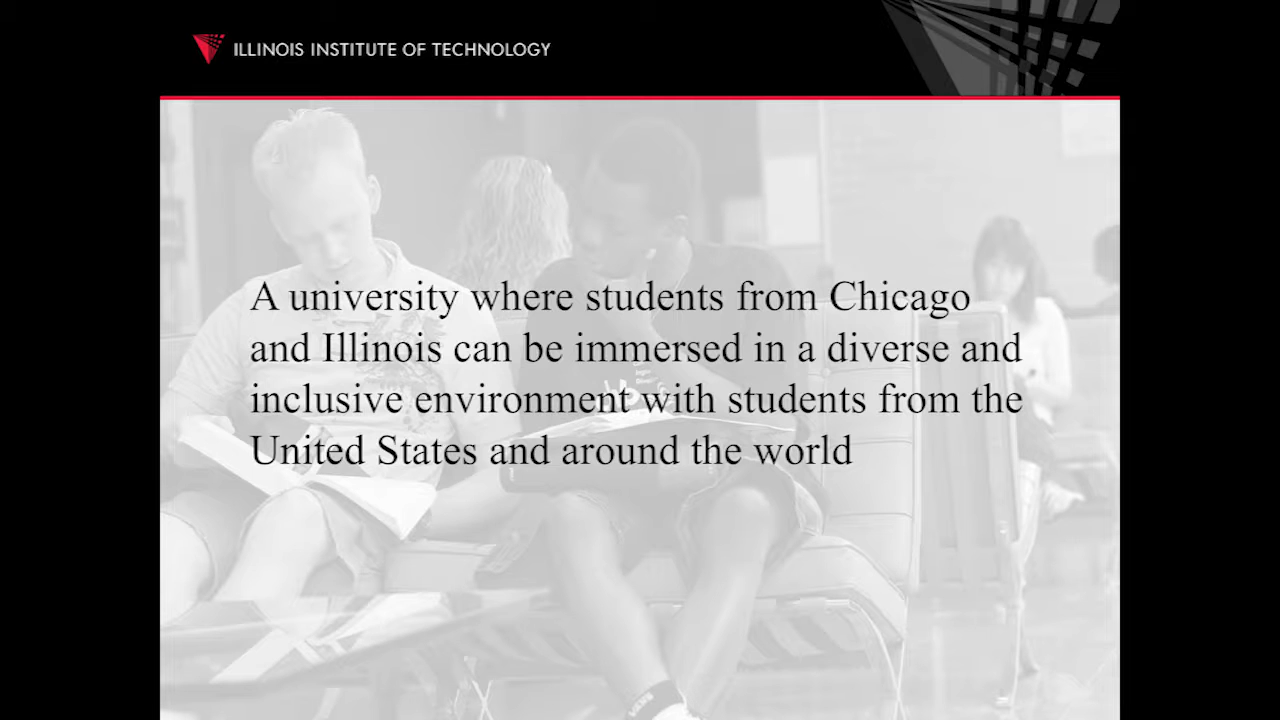 ILLINOIS INSTITUTE OF TECHNOLOGY
A university where students from Chicago
and Illinois can be immersed in a diverse and
inclusive environment with students from the
United States and around the world